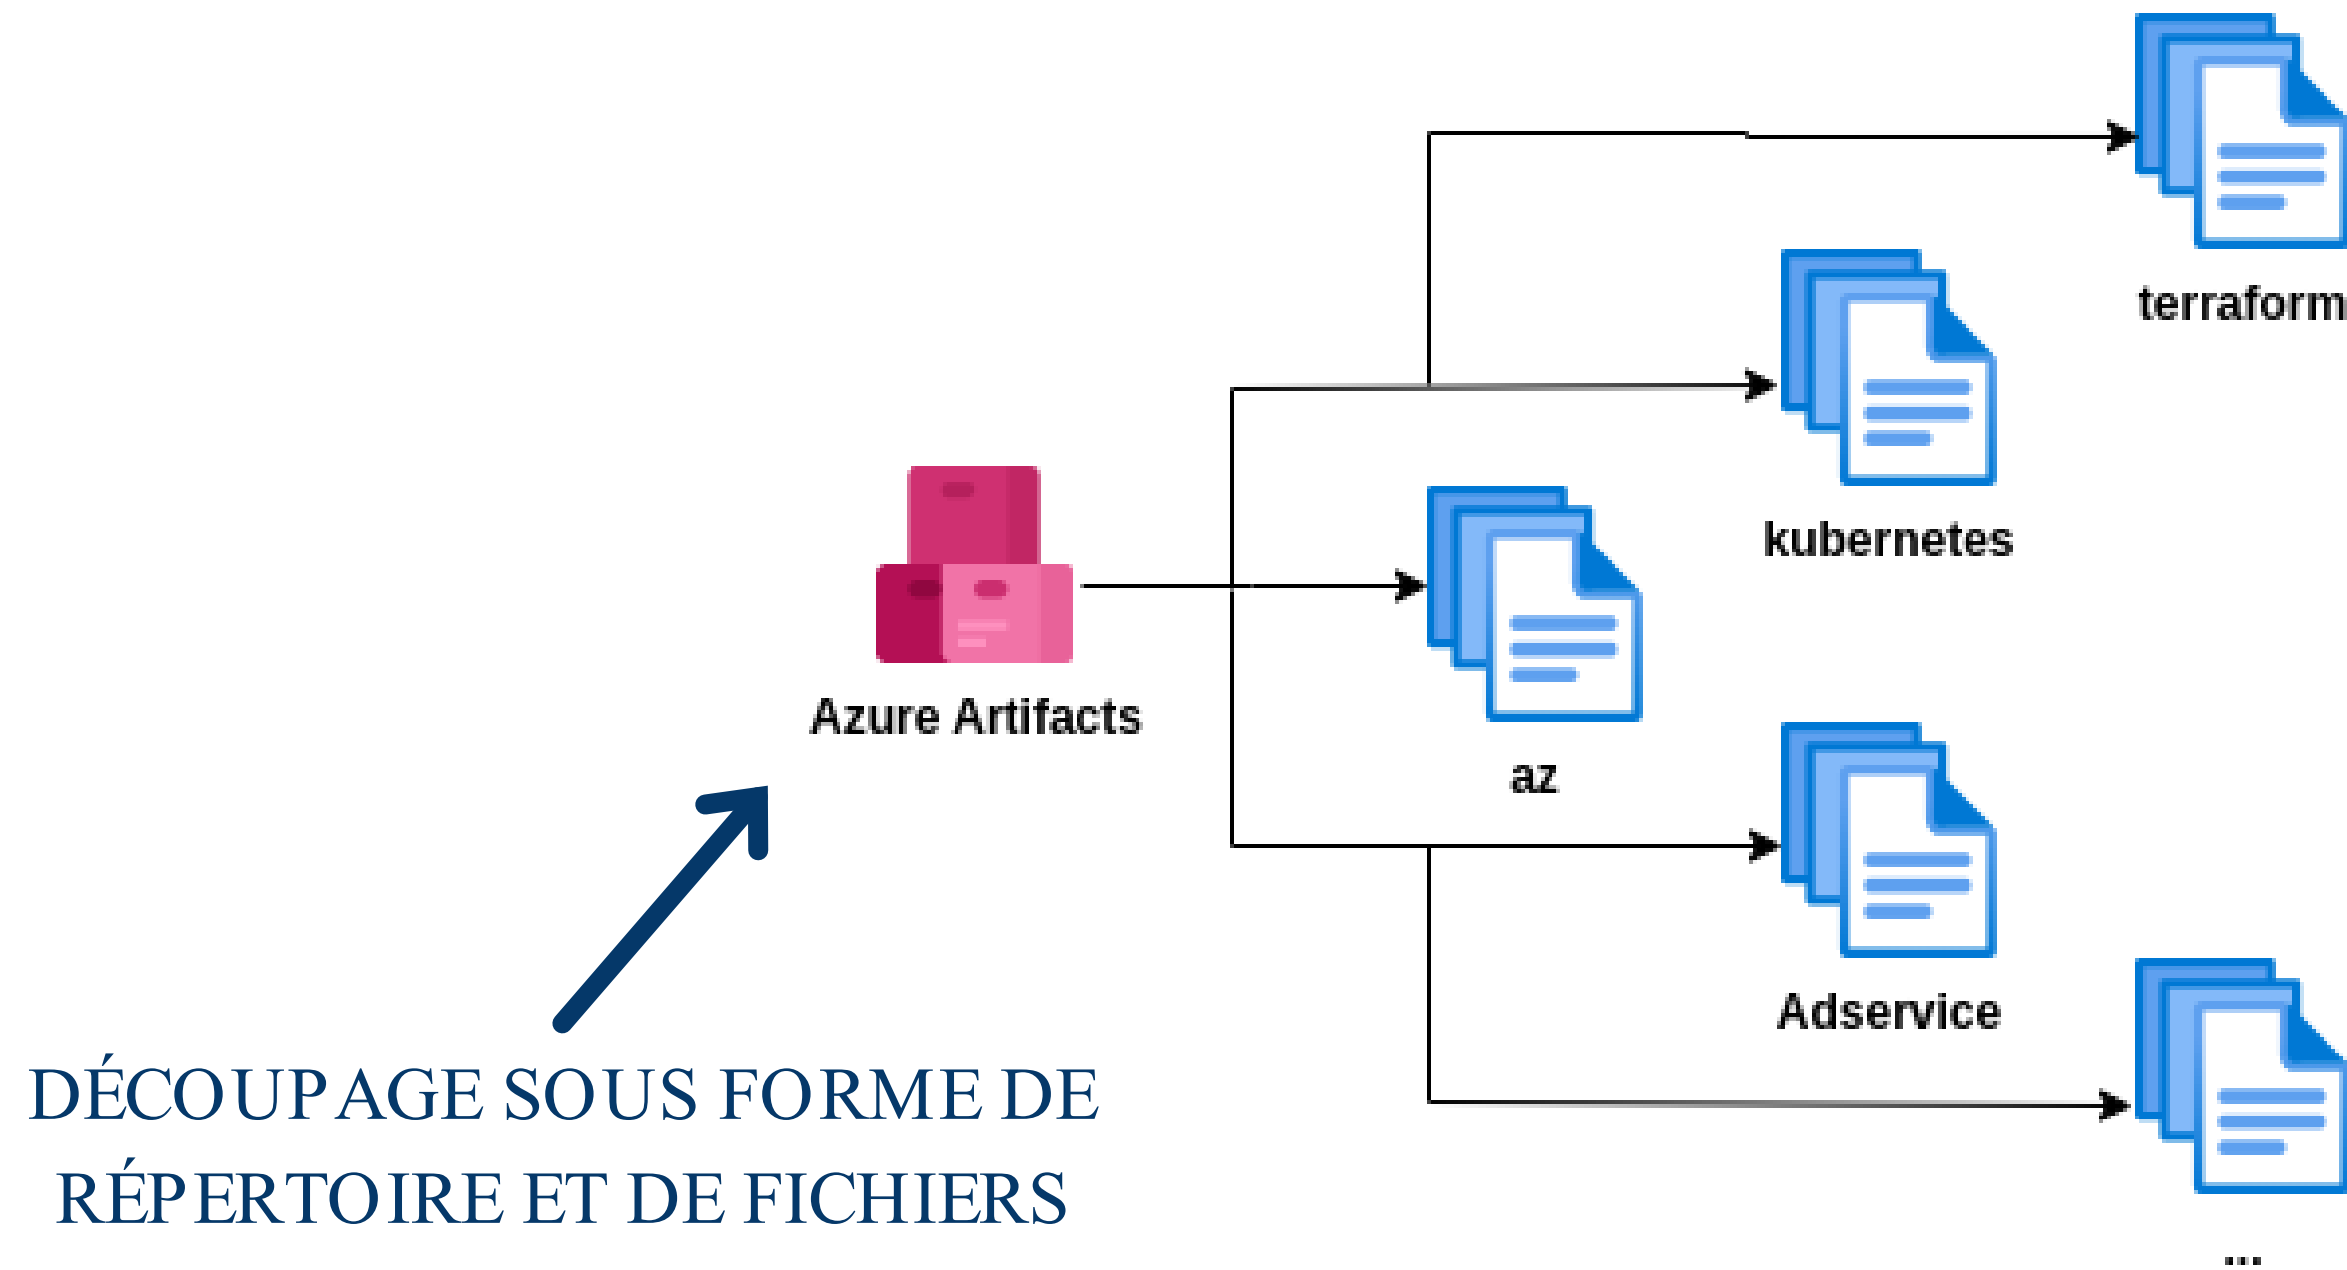 terraform
kubernetes
Azure Artifacts
az
Adservice
DÉCOUPAGE SOUS FORME DE
RÉPERTOIRE ET DE FICHIERS
...